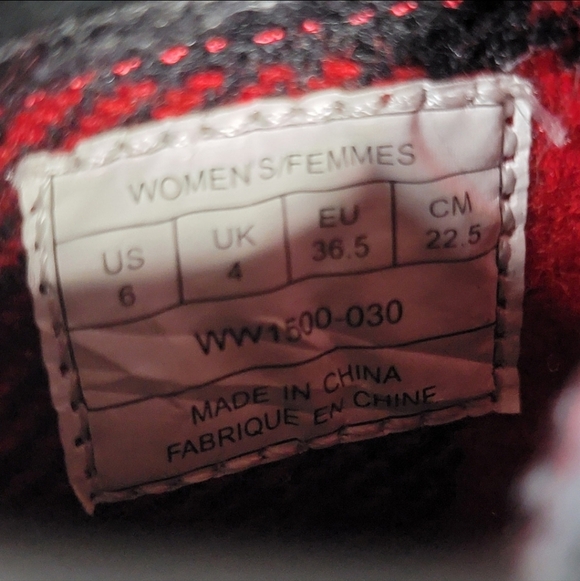 WOMEN'S/FEMMES
US UK EU CM
6 4 36.5 22.5
WW1500-030
MADE IN CHINA
FABRIQUE EN CHINE